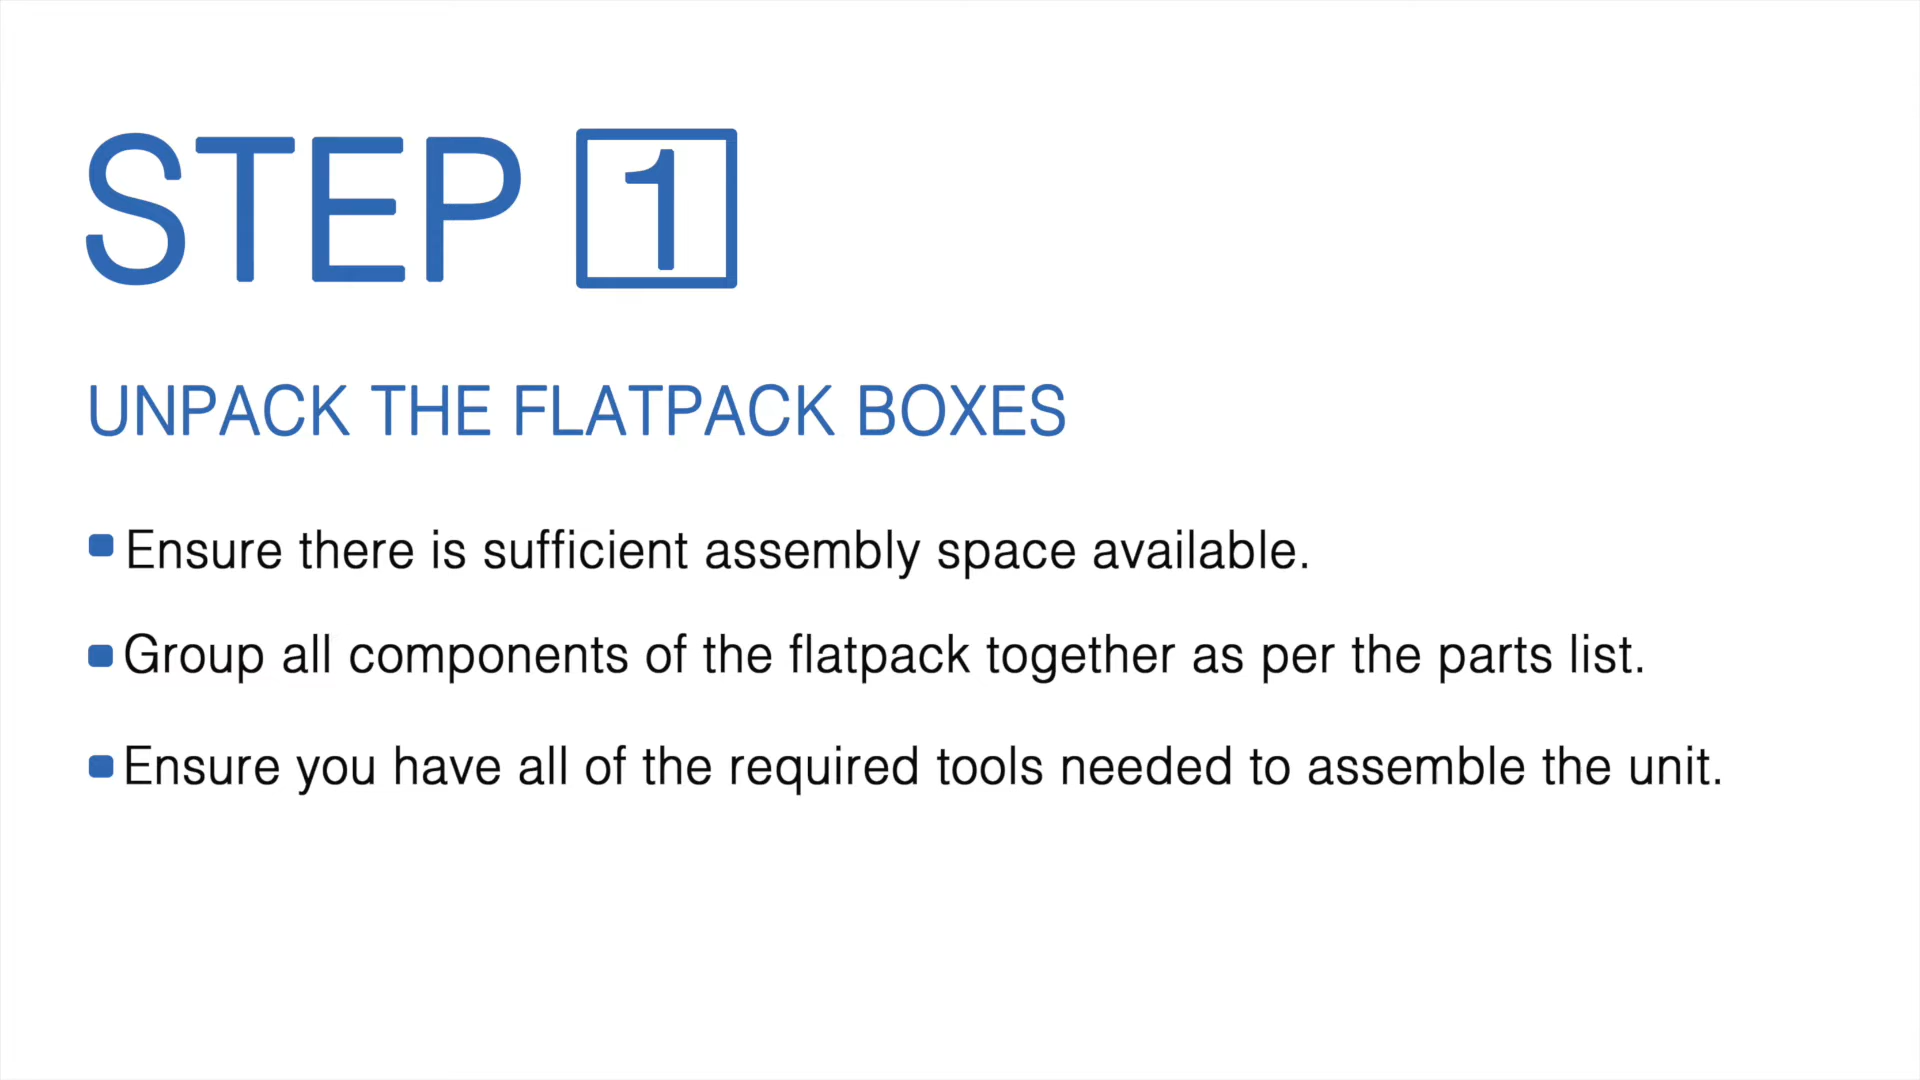 STEP 1
UNPACK THE FLATPACK BOXES
Ensure there is sufficient assembly space available.
Group all components of the flatpack together as per the parts list.
Ensure you have all of the required tools needed to assemble the unit.